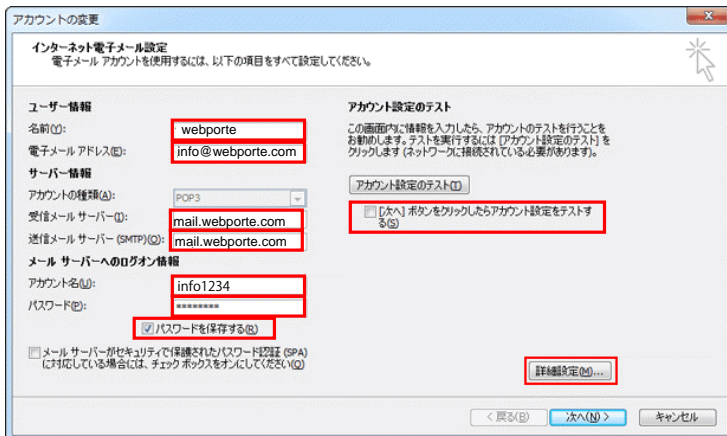 アカウントの変更
インターネット電子メール設定
電子メール アカウントを使用するには、以下の項目をすべて設定してください。
ユーザー情報
名前(Y):
webporte
電子メール アドレス(E):
info@webporte.com
サーバー情報
アカウントの種類(A):
POP3
受信メール サーバー(I):
mail.webporte.com
送信メール サーバー (SMTP)(O):
mail.webporte.com
メール サーバーへのログオン情報
アカウント名(U):
info1234
パスワード(P):
********
パスワードを保存する(R)
メール サーバーがセキュリティで保護されたパスワード認証 (SPA)
に対応している場合には、チェック ボックスをオンにしてください(Q)
アカウント設定のテスト
この画面内に情報を入力したら、アカウントのテストを行うことを
お勧めします。テストを実行するには [アカウント設定のテスト] を
クリックします (ネットワークに接続されている必要があります)。
アカウント設定のテスト(T)
[次へ] ボタンをクリックしたらアカウント設定をテストす
る(S)
詳細設定(M)...
< 戻る(B)
次へ(N) >
キャンセル